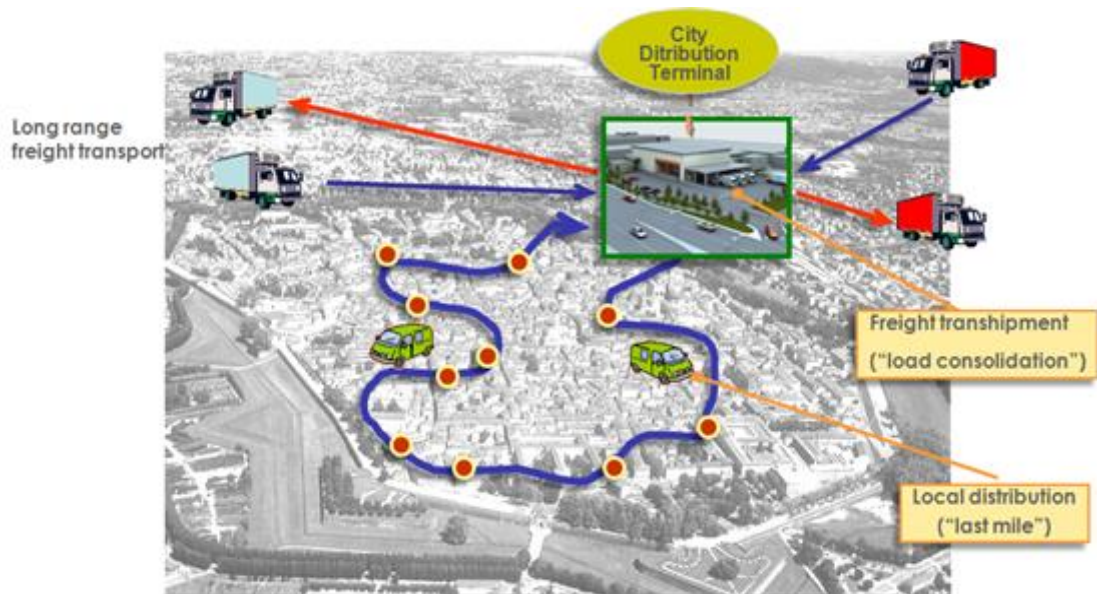 City
Ditribution
Terminal
Long range
freight transport
Freight transhipment
("load consolidation")
Local distribution
("last mile")